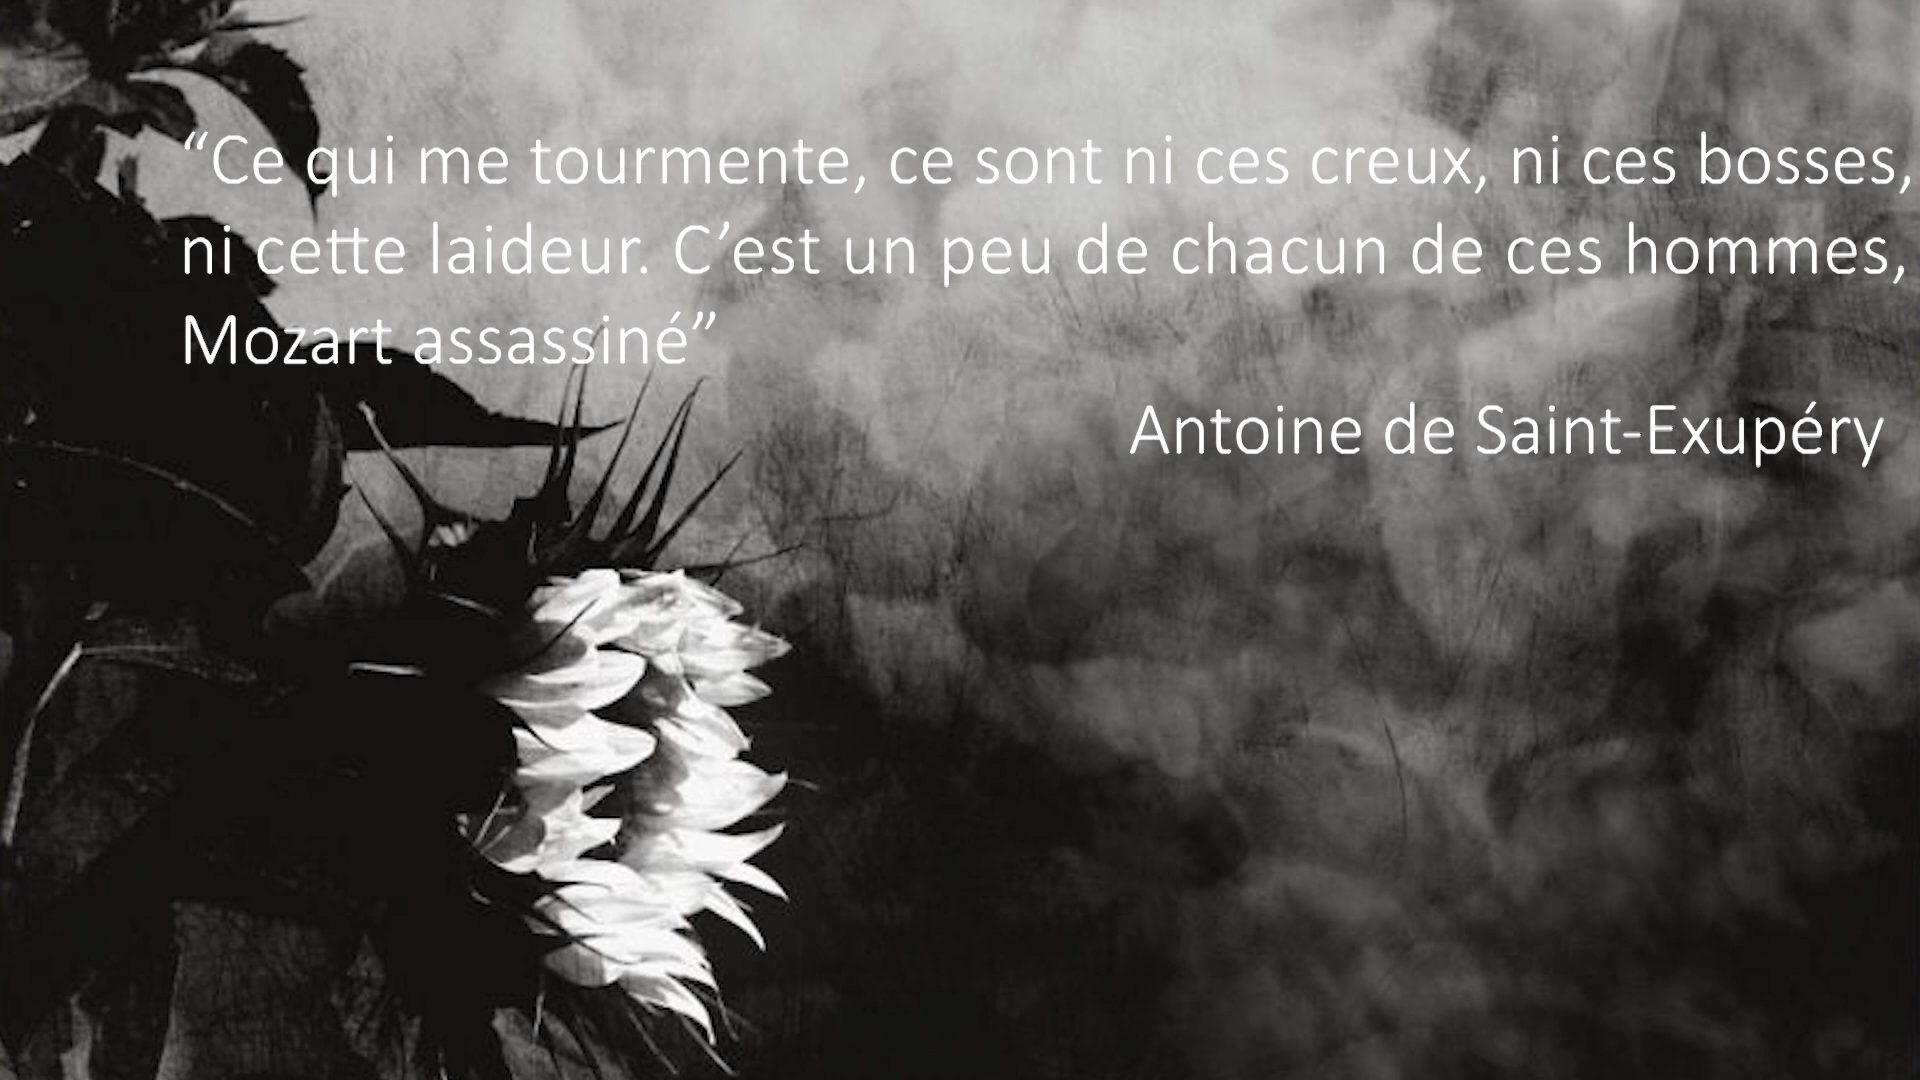 “Ce qui me tourmente, ce sont ni ces creux, ni ces bosses,
ni cette laideur. C’est un peu de chacun de ces hommes,
Mozart assassiné”
Antoine de Saint-Exupéry